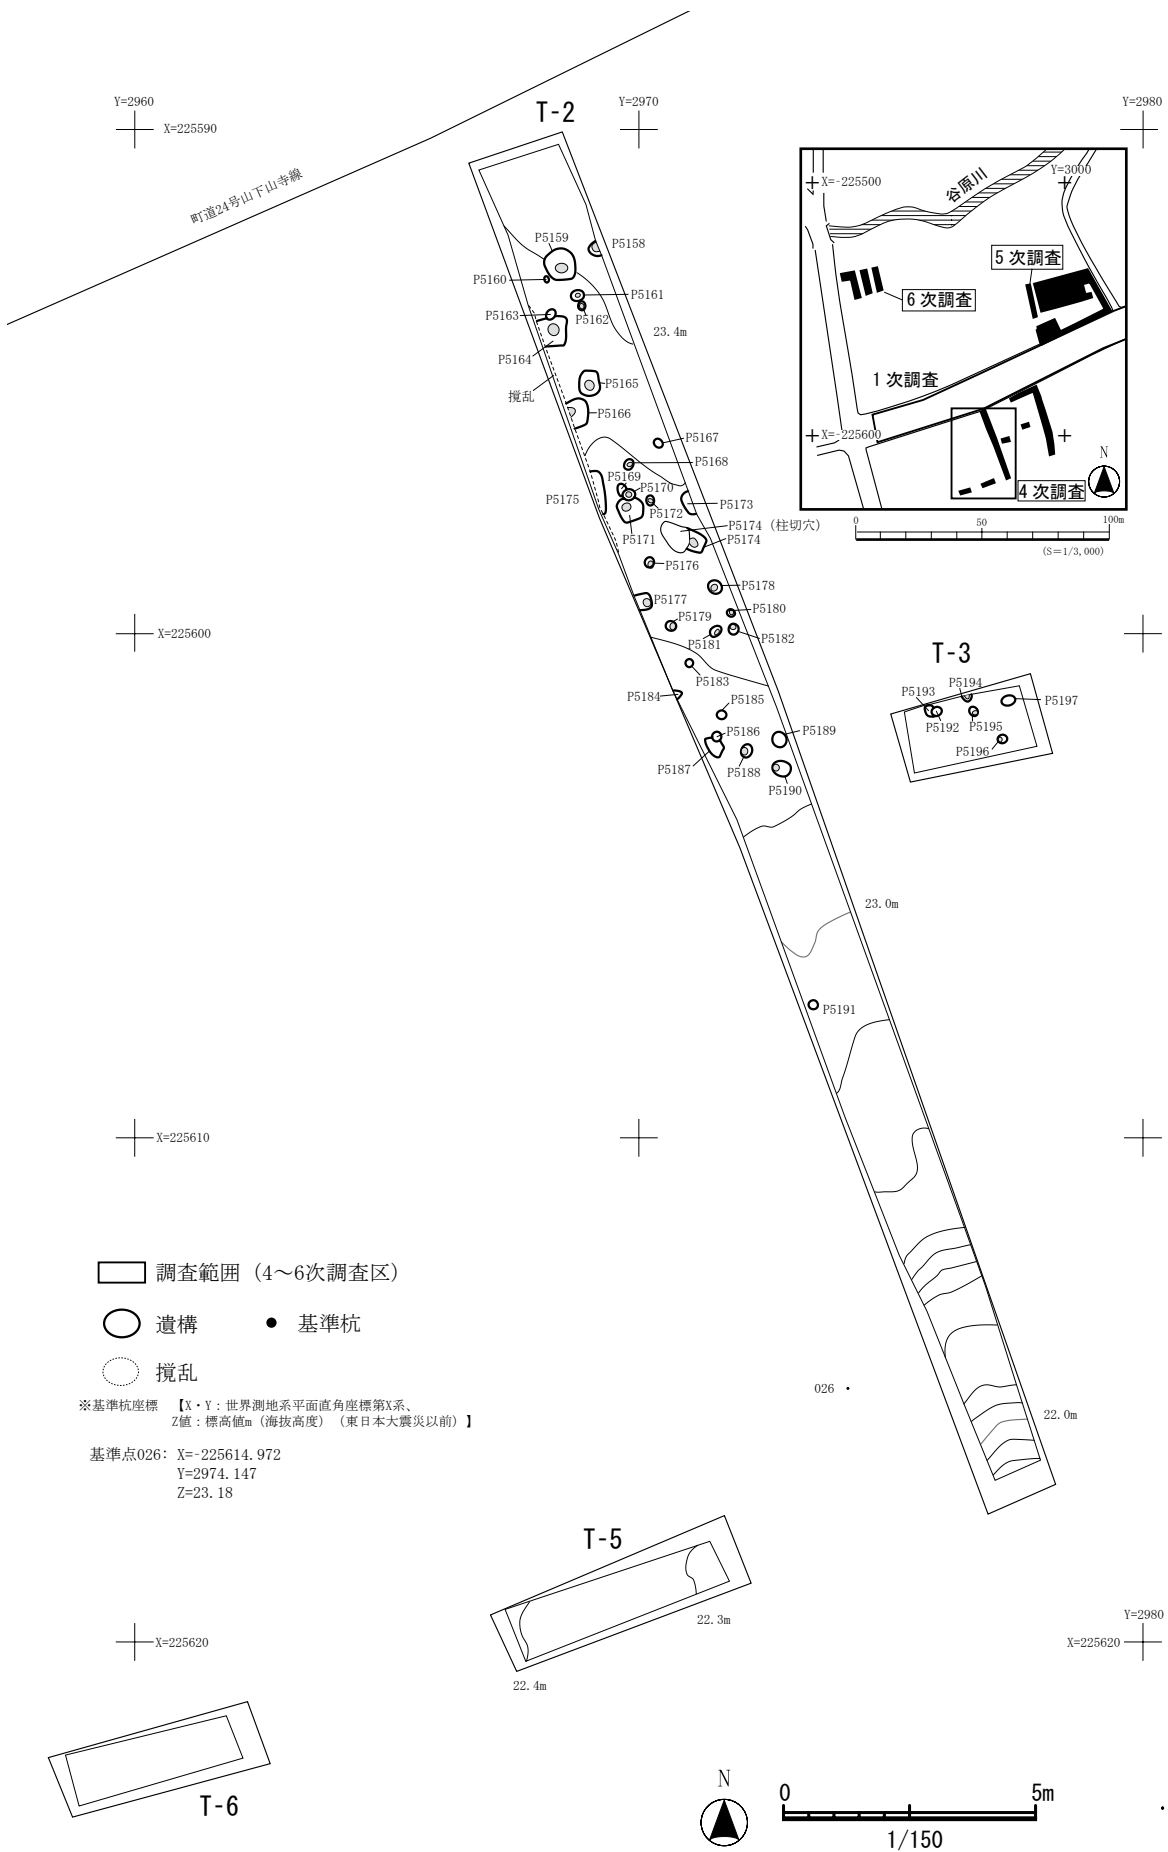 Y=2960
X=225590
T-2
Y=2970
Y=2980
町道24号山下山寺線
P5159
P5158
P5160
P5161
P5163
P5162
23.4m
P5164
P5165
撹乱
P5166
P5167
P5168
P5169
P5170
P5175
P5172
P5173
P5171
P5174（柱切穴）
P5174
P5176
P5178
P5177
P5180
P5179
P5181
P5182
X=225600
P5183
P5184
P5185
P5186
P5189
P5187
P5188
P5190
T-3
P5194
P5193
P5197
P5192
P5195
P5196
23.0m
P5191
X=225610
X=-225500
Y=3000
谷原川
5次調査
6次調査
1次調査
X=-225600
N
4次調査
0
50
100m
(S=1/3,000)
調査範囲（4～6次調査区）
遺構
基準杭
撹乱
※基準杭座標 【X・Y：世界測地系平面直角座標第X系、
Z値：標高値m（海抜高度）（東日本大震災以前）】
基準点026： X=-225614.972
Y=2974.147
Z=23.18
026
22.0m
T-5
22.3m
22.4m
X=225620
Y=2980
X=225620
T-6
N
0
5m
1/150